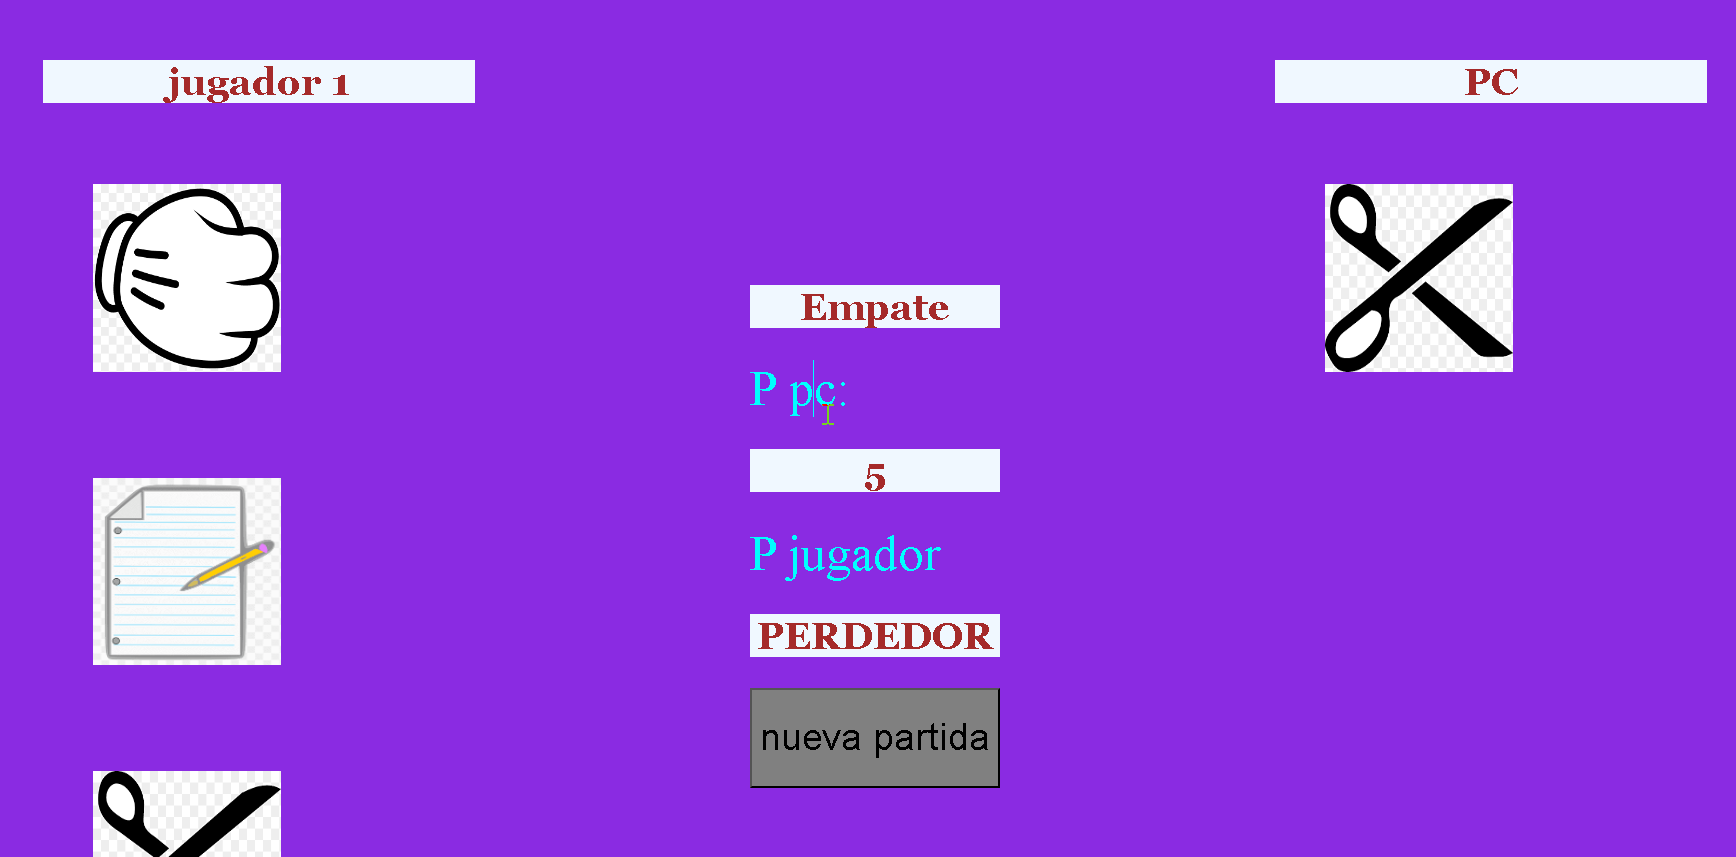 jugador 1
PC
Empate
P pc:
5
P jugador
PERDEDOR
nueva partida